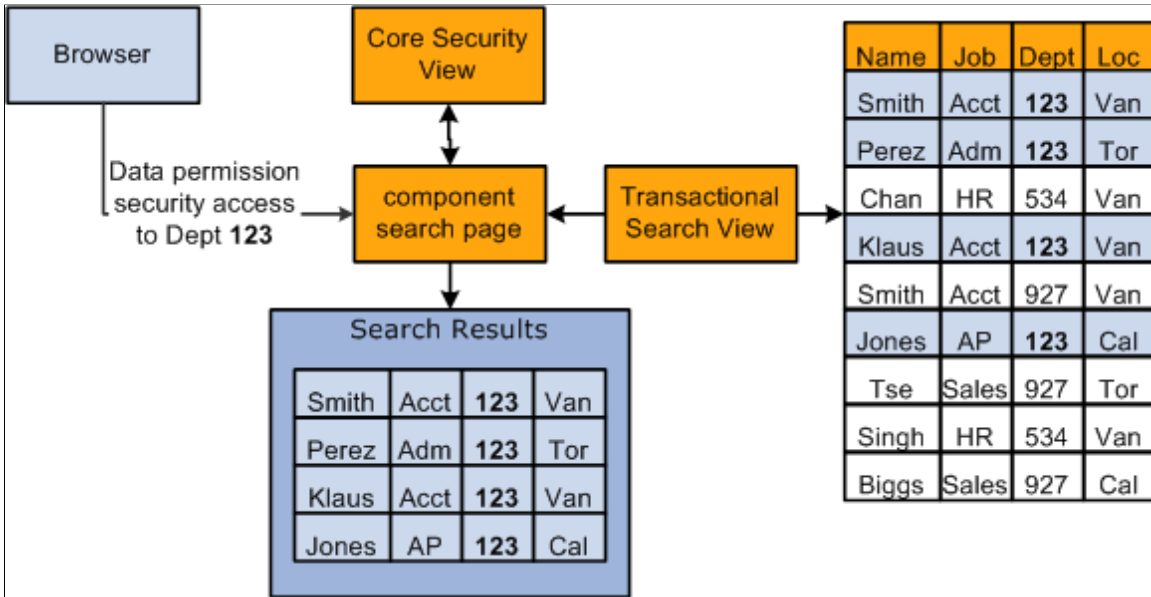 Browser
Core Security
View
Data permission
security access
to Dept 123
component
search page
Transactional
Search View
Search Results
Smith Acct 123 Van
Perez Adm 123 Tor
Klaus Acct 123 Van
Jones AP 123 Cal
Name Job Dept Loc
Smith Acct 123 Van
Perez Adm 123 Tor
Chan HR 534 Van
Klaus Acct 123 Van
Smith Acct 927 Van
Jones AP 123 Cal
Tse Sales 927 Tor
Singh HR 534 Van
Biggs Sales 927 Cal